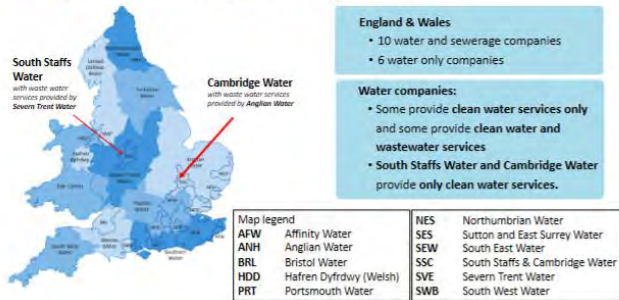 South Staffs
Water
with waste water
services provided by
Severn Trent Water
Cambridge Water
with waste water services
provided by Anglian Water
England & Wales
• 10 water and sewerage companies
• 6 water only companies
Water companies:
• Some provide clean water services only
and some provide clean water and
wastewater services
• South Staffs Water and Cambridge Water
provide only clean water services.
Map legend
AFW Affinity Water
ANH Anglian Water
BRL Bristol Water
HDD Hafren Dyfrdwy (Welsh)
PRT Portsmouth Water
NES Northumbrian Water
SES Sutton and East Surrey Water
SEW South East Water
SSC South Staffs & Cambridge Water
SVE Severn Trent Water
SWB South West Water